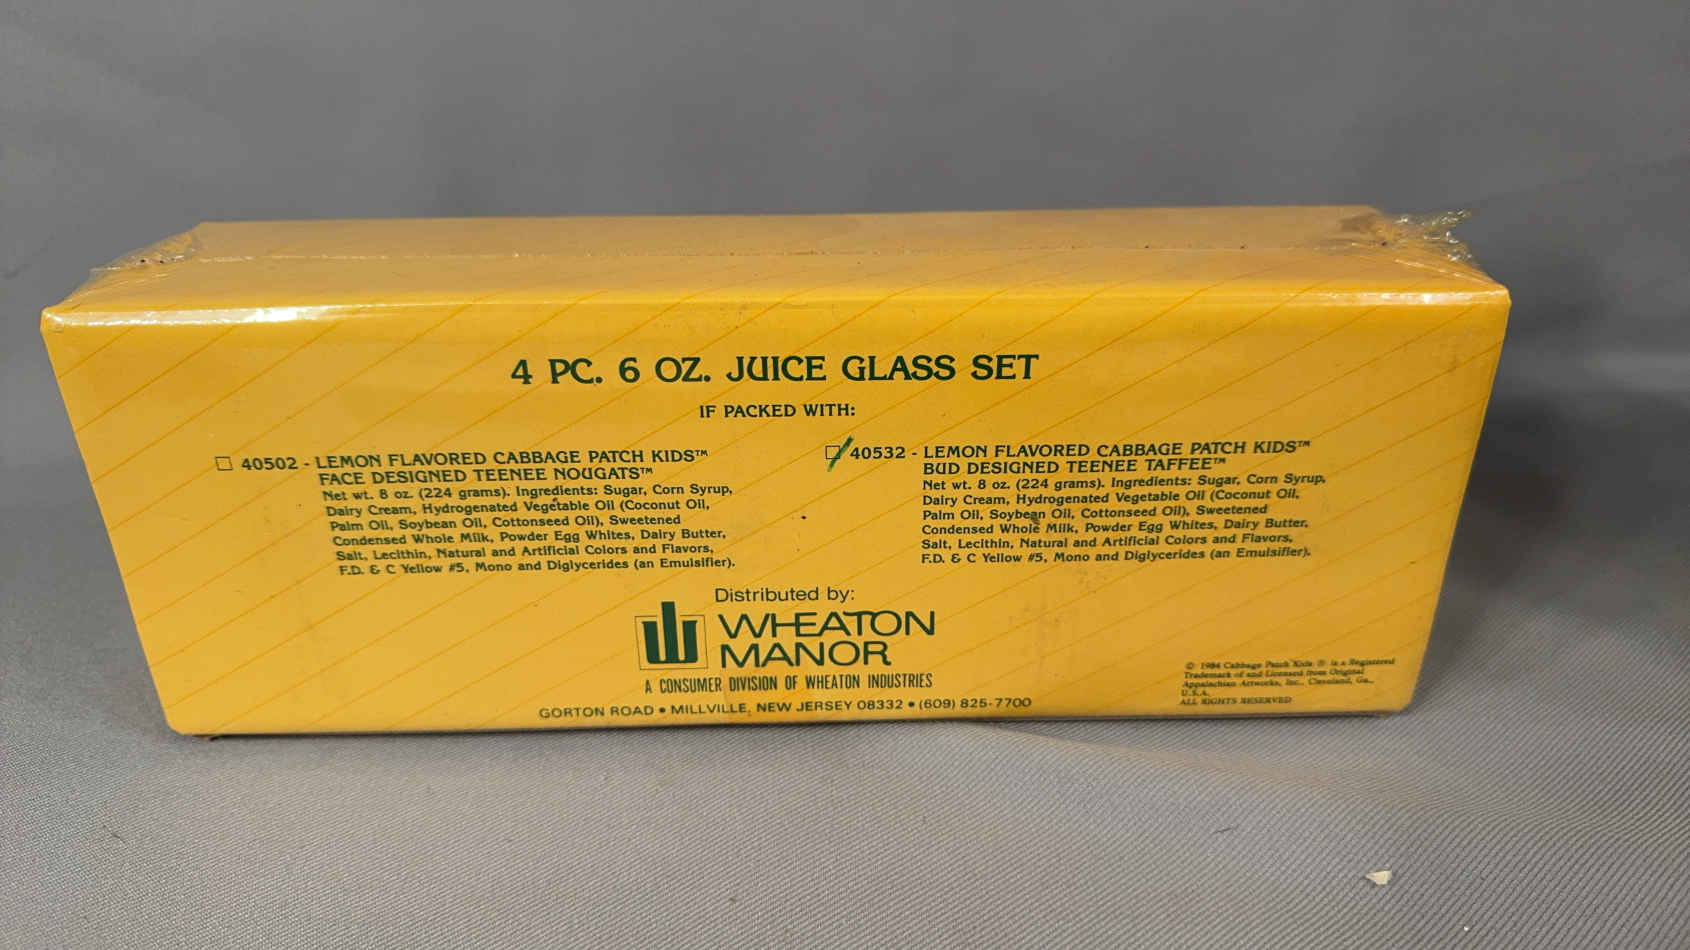 4 PC. 6 OZ. JUICE GLASS SET
IF PACKED WITH:
40502 - LEMON FLAVORED CABBAGE PATCH KIDS™
FACE DESIGNED TEENEE NOUGATS™
Net wt. 8 oz. (224 grams). Ingredients: Sugar, Corn Syrup,
Dairy Cream, Hydrogenated Vegetable Oil (Coconut Oil,
Palm Oil, Soybean Oil, Cottonseed Oil), Sweetened
Condensed Whole Milk, Powder Egg Whites, Dairy Butter,
Salt, Lecithin, Natural and Artificial Colors and Flavors,
F.D. & C Yellow #5, Mono and Diglycerides (an Emulsifier).
40532 - LEMON FLAVORED CABBAGE PATCH KIDS™
BUD DESIGNED TEENEE TAFFEE™
Net wt. 8 oz. (224 grams). Ingredients: Sugar, Corn Syrup,
Dairy Cream, Hydrogenated Vegetable Oil (Coconut Oil,
Palm Oil, Soybean Oil, Cottonseed Oil), Sweetened
Condensed Whole Milk, Powder Egg Whites, Dairy Butter,
Salt, Lecithin, Natural and Artificial Colors and Flavors,
F.D. & C Yellow #5, Mono and Diglycerides (an Emulsifier).
Distributed by:
WHEATON
MANOR
A CONSUMER DIVISION OF WHEATON INDUSTRIES
GORTON ROAD • MILLVILLE, NEW JERSEY 08332 • (609) 825-7700
© 1984 Cabbage Patch Kids ® is a Registered
Trademark of and Licensed from Original
Appalachian Artworks, Inc., Cleveland, Ga.,
U.S.A.
ALL RIGHTS RESERVED